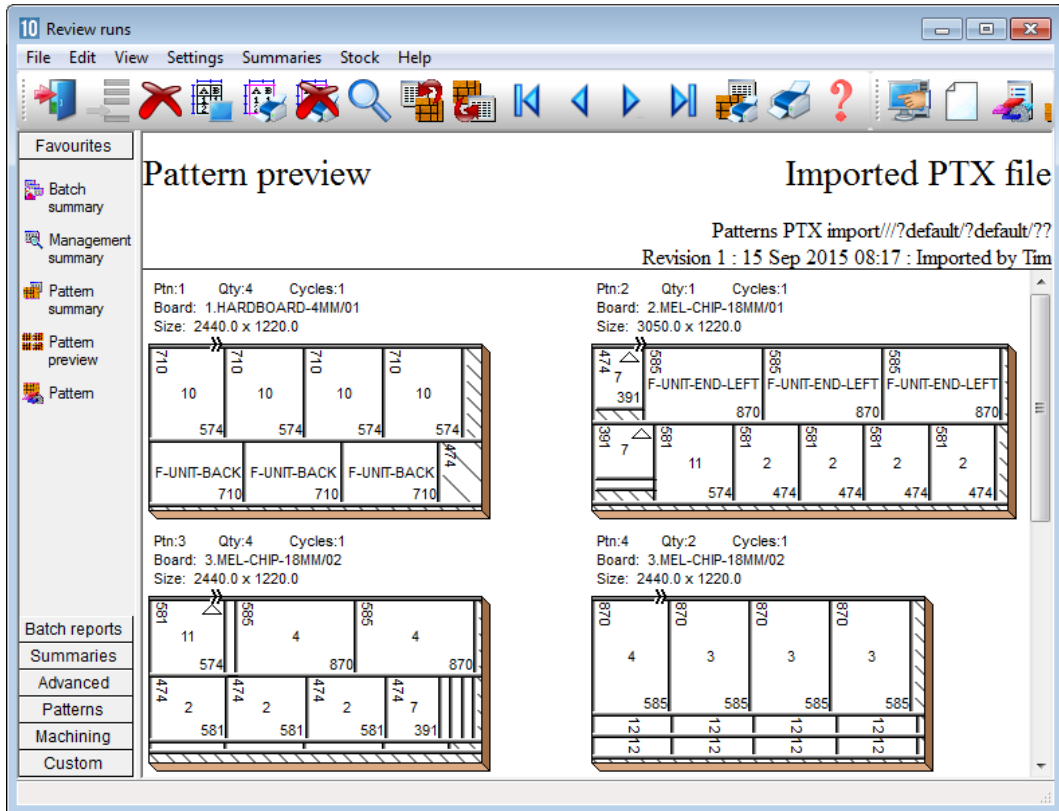 10 Review runs
File Edit View Settings Summaries Stock Help
Favourites
Batch
summary
Management
summary
Pattern
summary
Pattern
preview
Pattern
Batch reports
Summaries
Advanced
Patterns
Machining
Custom
Pattern preview Imported PTX file
Patterns PTX import///?default/?default/??
Revision 1 : 15 Sep 2015 08:17 : Imported by Tim
Ptn:1 Qty:4 Cycles:1
Board: 1.HARDBOARD-4MM/01
Size: 2440.0 x 1220.0
710 710 710 710
10 10 10 10
574 574 574 574
474
F-UNIT-BACK F-UNIT-BACK F-UNIT-BACK
710 710 710
Ptn:2 Qty:1 Cycles:1
Board: 2.MEL-CHIP-18MM/01
Size: 3050.0 x 1220.0
474 585 585 585
7 F-UNIT-END-LEFT F-UNIT-END-LEFT F-UNIT-END-LEFT
391 870 870 870
391 581 581 581 581 581
7 11 2 2 2 2
574 474 474 474 474
Ptn:3 Qty:4 Cycles:1
Board: 3.MEL-CHIP-18MM/02
Size: 2440.0 x 1220.0
581 585 585
11 4 4
574 870 870
474 474 474 474
2 2 2 7
581 581 581 391
Ptn:4 Qty:2 Cycles:1
Board: 3.MEL-CHIP-18MM/02
Size: 2440.0 x 1220.0
870 870 870 870
4 3 3 3
585 585 585 585
12 12 12 12
12 12 12 12